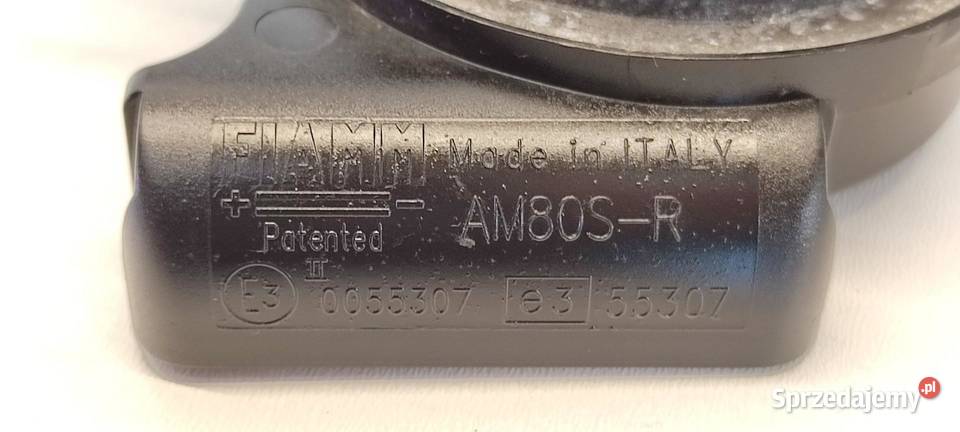 FIAMM Made in ITALY
+ - AM80S-R
Patented
II
E3 0055307 e3 55307
Sprzedajemy.pl